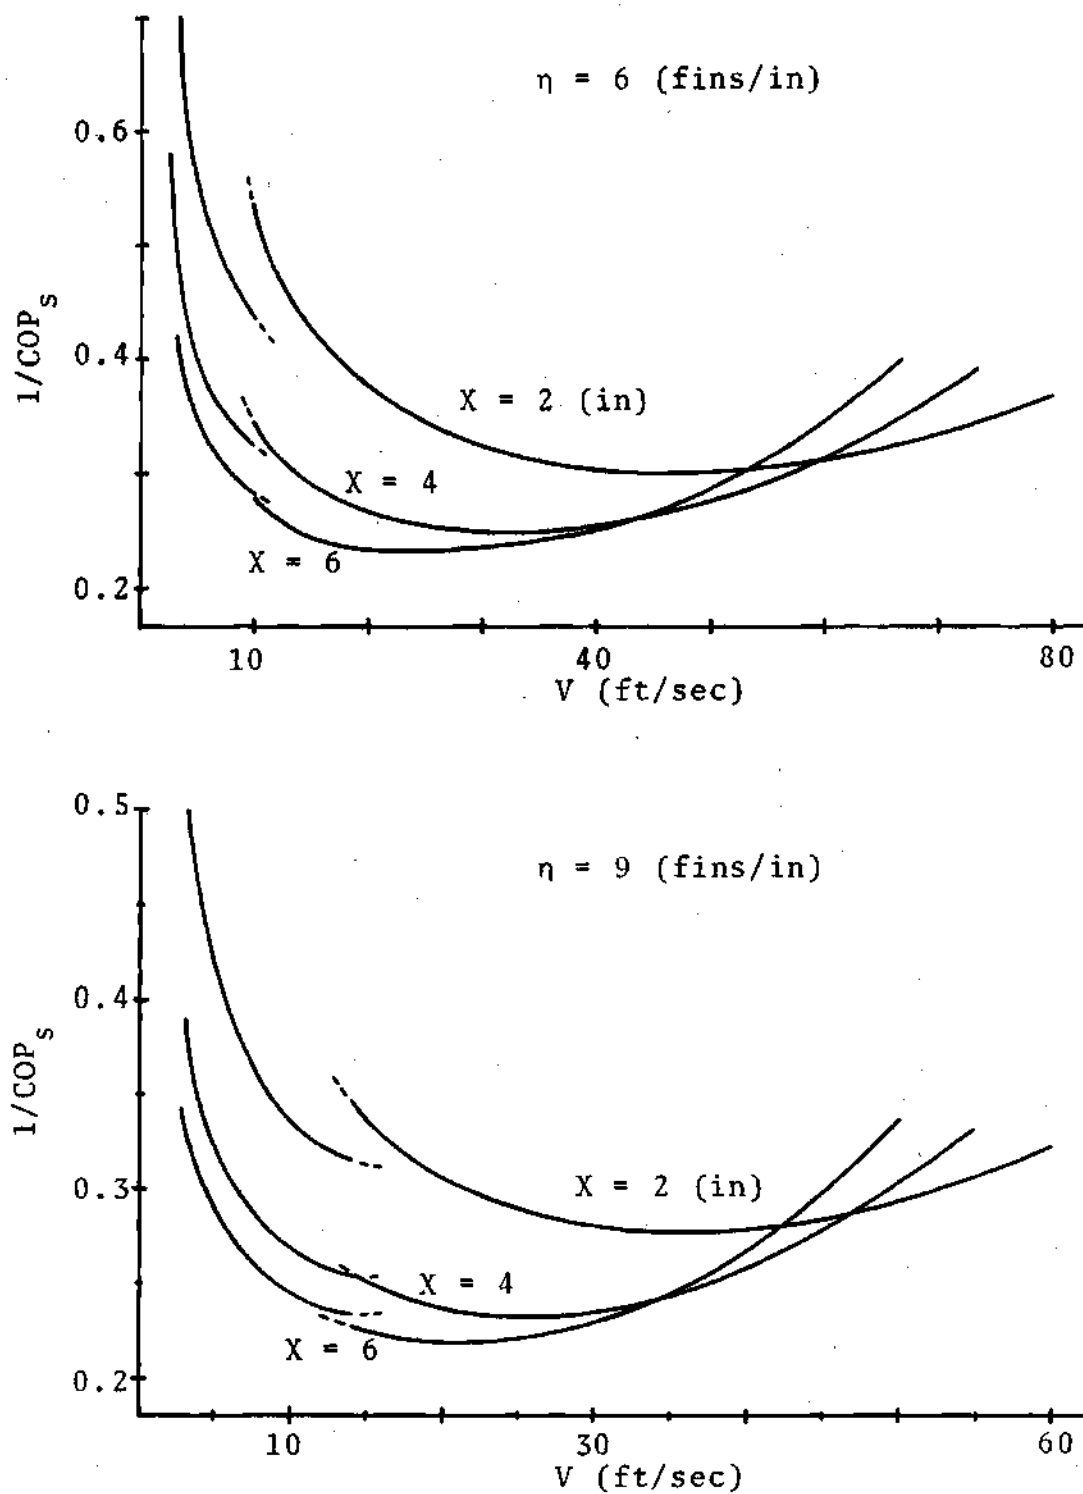 η = 6 (fins/in)
0.6
0.4
0.2
1/COPs
X = 2 (in)
X = 4
X = 6
10
40
80
V (ft/sec)
η = 9 (fins/in)
0.5
0.4
0.3
0.2
1/COPs
X = 2 (in)
X = 4
X = 6
10
30
60
V (ft/sec)